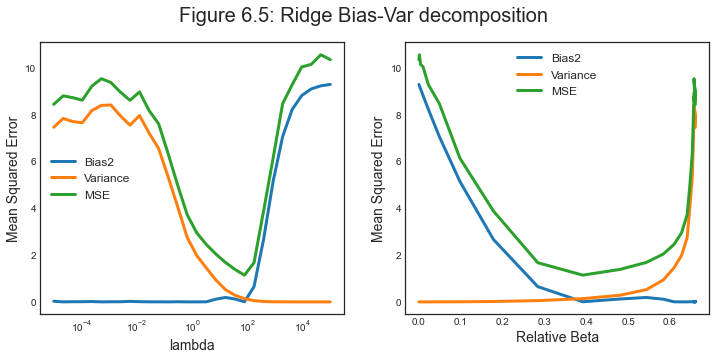 Figure 6.5: Ridge Bias-Var decomposition
Mean Squared Error
10
8
6
4
2
0
Bias2
Variance
MSE
10⁻⁴
10⁻²
10⁰
10²
10⁴
lambda
Mean Squared Error
10
8
6
4
2
0
Bias2
Variance
MSE
0.0
0.1
0.2
0.3
0.4
0.5
0.6
Relative Beta